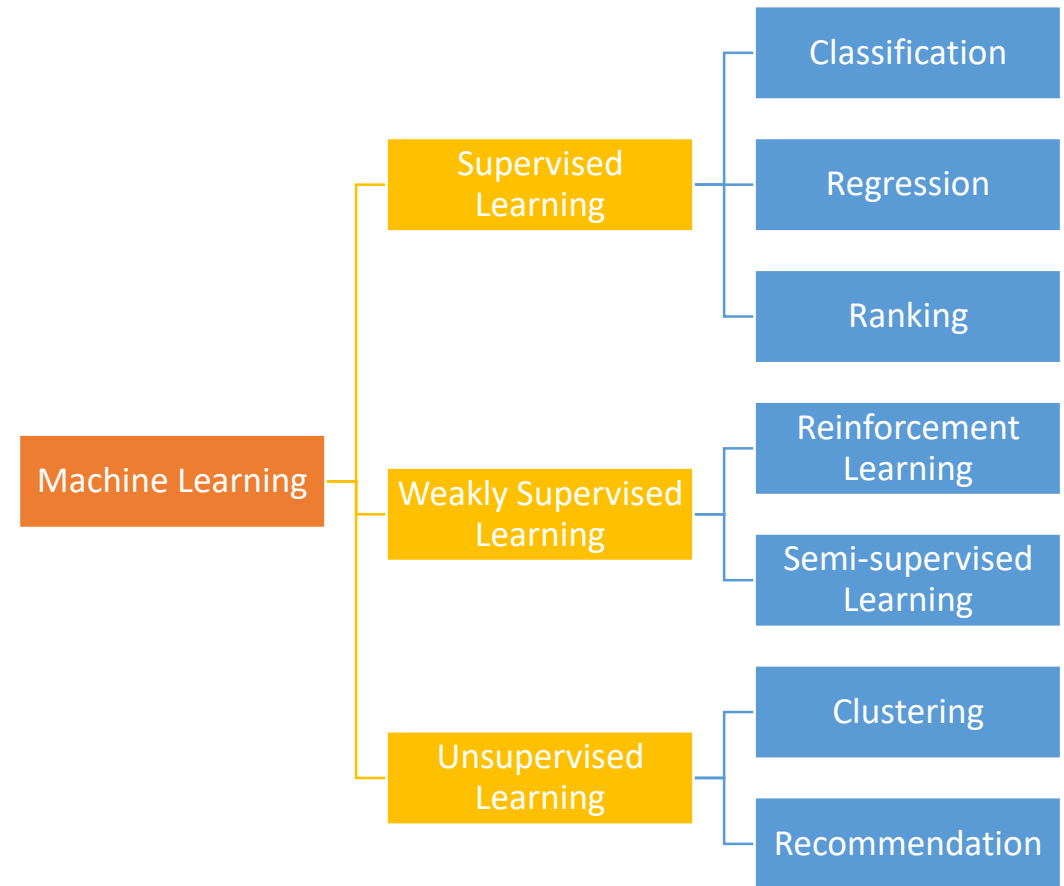 Machine Learning
Supervised
Learning
Classification
Regression
Ranking
Weakly Supervised
Learning
Reinforcement
Learning
Semi-supervised
Learning
Unsupervised
Learning
Clustering
Recommendation